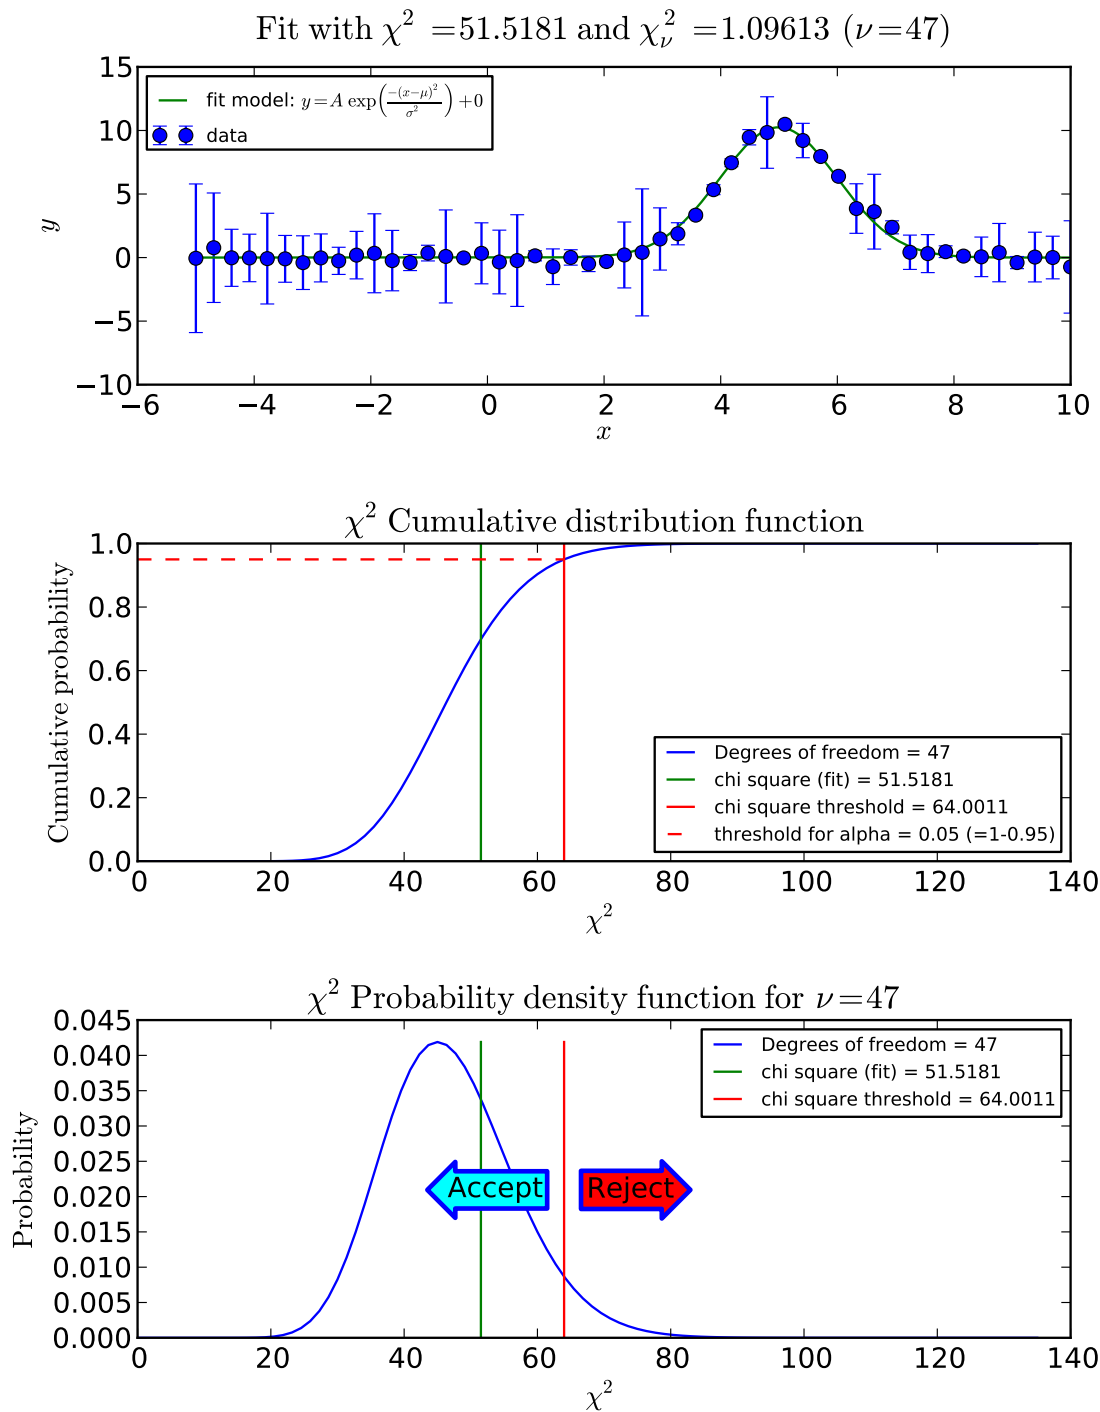 Fit with χ² =51.5181 and χ²ᵥ =1.09613 (ν=47)
15
10
5
0
−5
−10
y
fit model: y=A exp(−(x−μ)²/σ²)+0
data
−6 −4 −2 0 2 4 6 8 10
x
χ² Cumulative distribution function
1.0
0.8
0.6
0.4
0.2
0.0
Cumulative probability
Degrees of freedom = 47
chi square (fit) = 51.5181
chi square threshold = 64.0011
threshold for alpha = 0.05 (=1-0.95)
0 20 40 60 80 100 120 140
χ²
χ² Probability density function for ν=47
0.045
0.040
0.035
0.030
0.025
0.020
0.015
0.010
0.005
0.000
Probability
Degrees of freedom = 47
chi square (fit) = 51.5181
chi square threshold = 64.0011
Accept
Reject
0 20 40 60 80 100 120 140
χ²